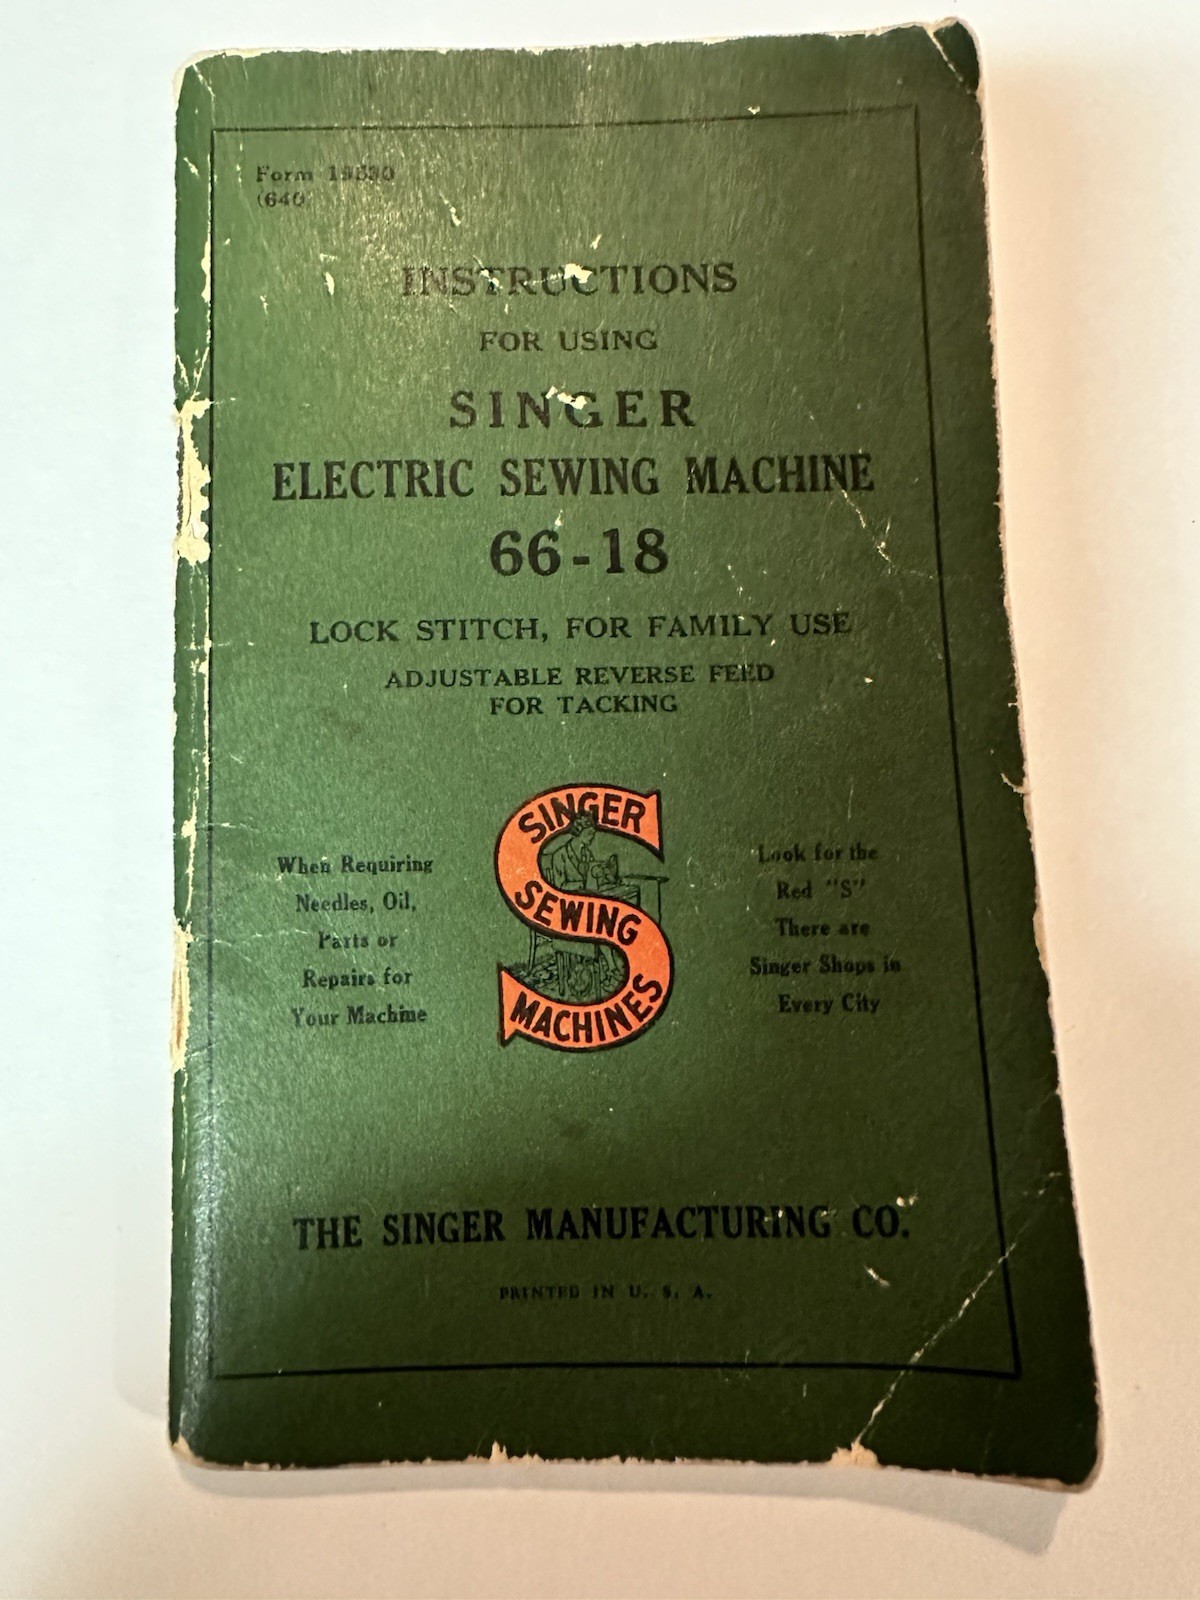 Form
(640
INSTRUCTIONS
FOR USING
SINGER
ELECTRIC SEWING MACHINE
66-18
LOCK STITCH, FOR FAMILY USE
ADJUSTABLE REVERSE FEED
FOR TACKING
When Requiring
Needles, Oil,
Parts or
Repairs for
Your Machine
SINGER
SEWING
MACHINES
Look for the
Red "S"
There are
Singer Shops in
Every City
THE SINGER MANUFACTURING CO.
PRINTED IN U. S. A.